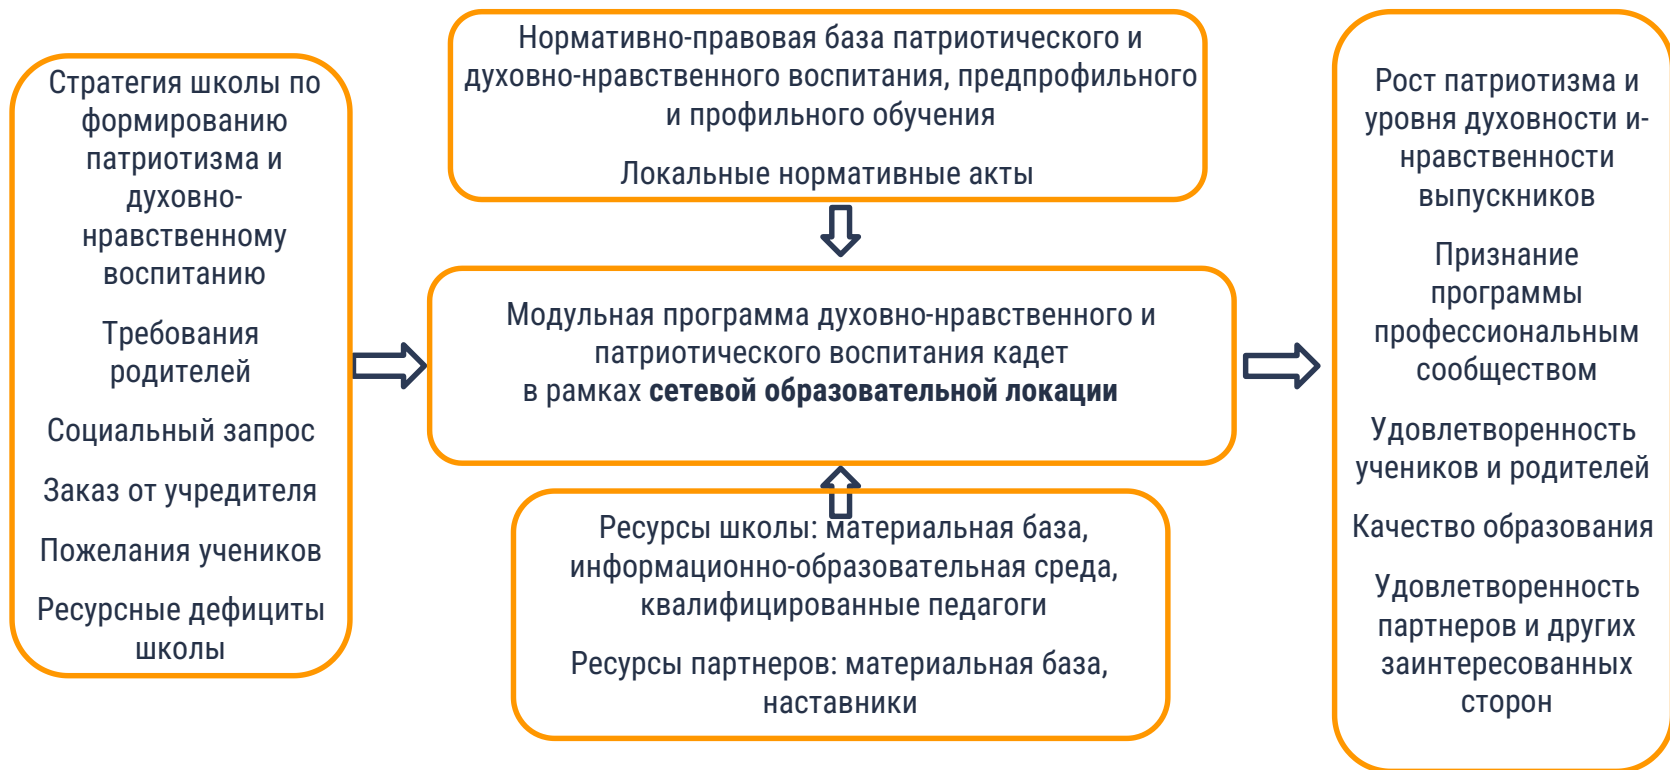 Стратегия школы по
формированию
патриотизма и
духовно-
нравственному
воспитанию
Требования
родителей
Социальный запрос
Заказ от учредителя
Пожелания учеников
Ресурсные дефициты
школы
Нормативно-правовая база патриотического и
духовно-нравственного воспитания, предпрофильного
и профильного обучения
Локальные нормативные акты
Модульная программа духовно-нравственного и
патриотического воспитания кадет
в рамках сетевой образовательной локации
Ресурсы школы: материальная база,
информационно-образовательная среда,
квалифицированные педагоги
Ресурсы партнеров: материальная база,
наставники
Рост патриотизма и
уровня духовности и-
нравственности
выпускников
Признание
программы
профессиональным
сообществом
Удовлетворенность
учеников и родителей
Качество образования
Удовлетворенность
партнеров и других
заинтересованных
сторон